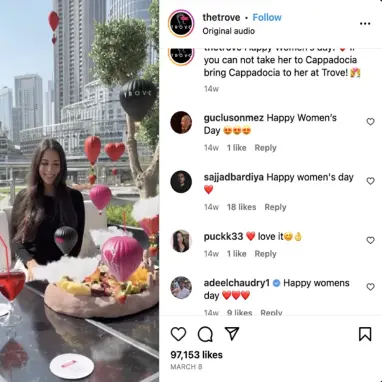 thetrove • Follow
Original audio
thetrove Happy Women's day! ❤️ If
you can not take her to Cappadocia
bring Cappadocia to her at Trove! 🥳
14w
guclusonmez Happy Women's
Day 😍😍😍
14w 1 like Reply
sajjadbardiya Happy women's day
❤️
14w 18 likes Reply
puckk33 ❤️ love it😊👌
14w 1 like Reply
adeelchaudry1 Happy womens
day ❤️❤️❤️
14w 9 likes Reply
97,153 likes
MARCH 8
TROVE